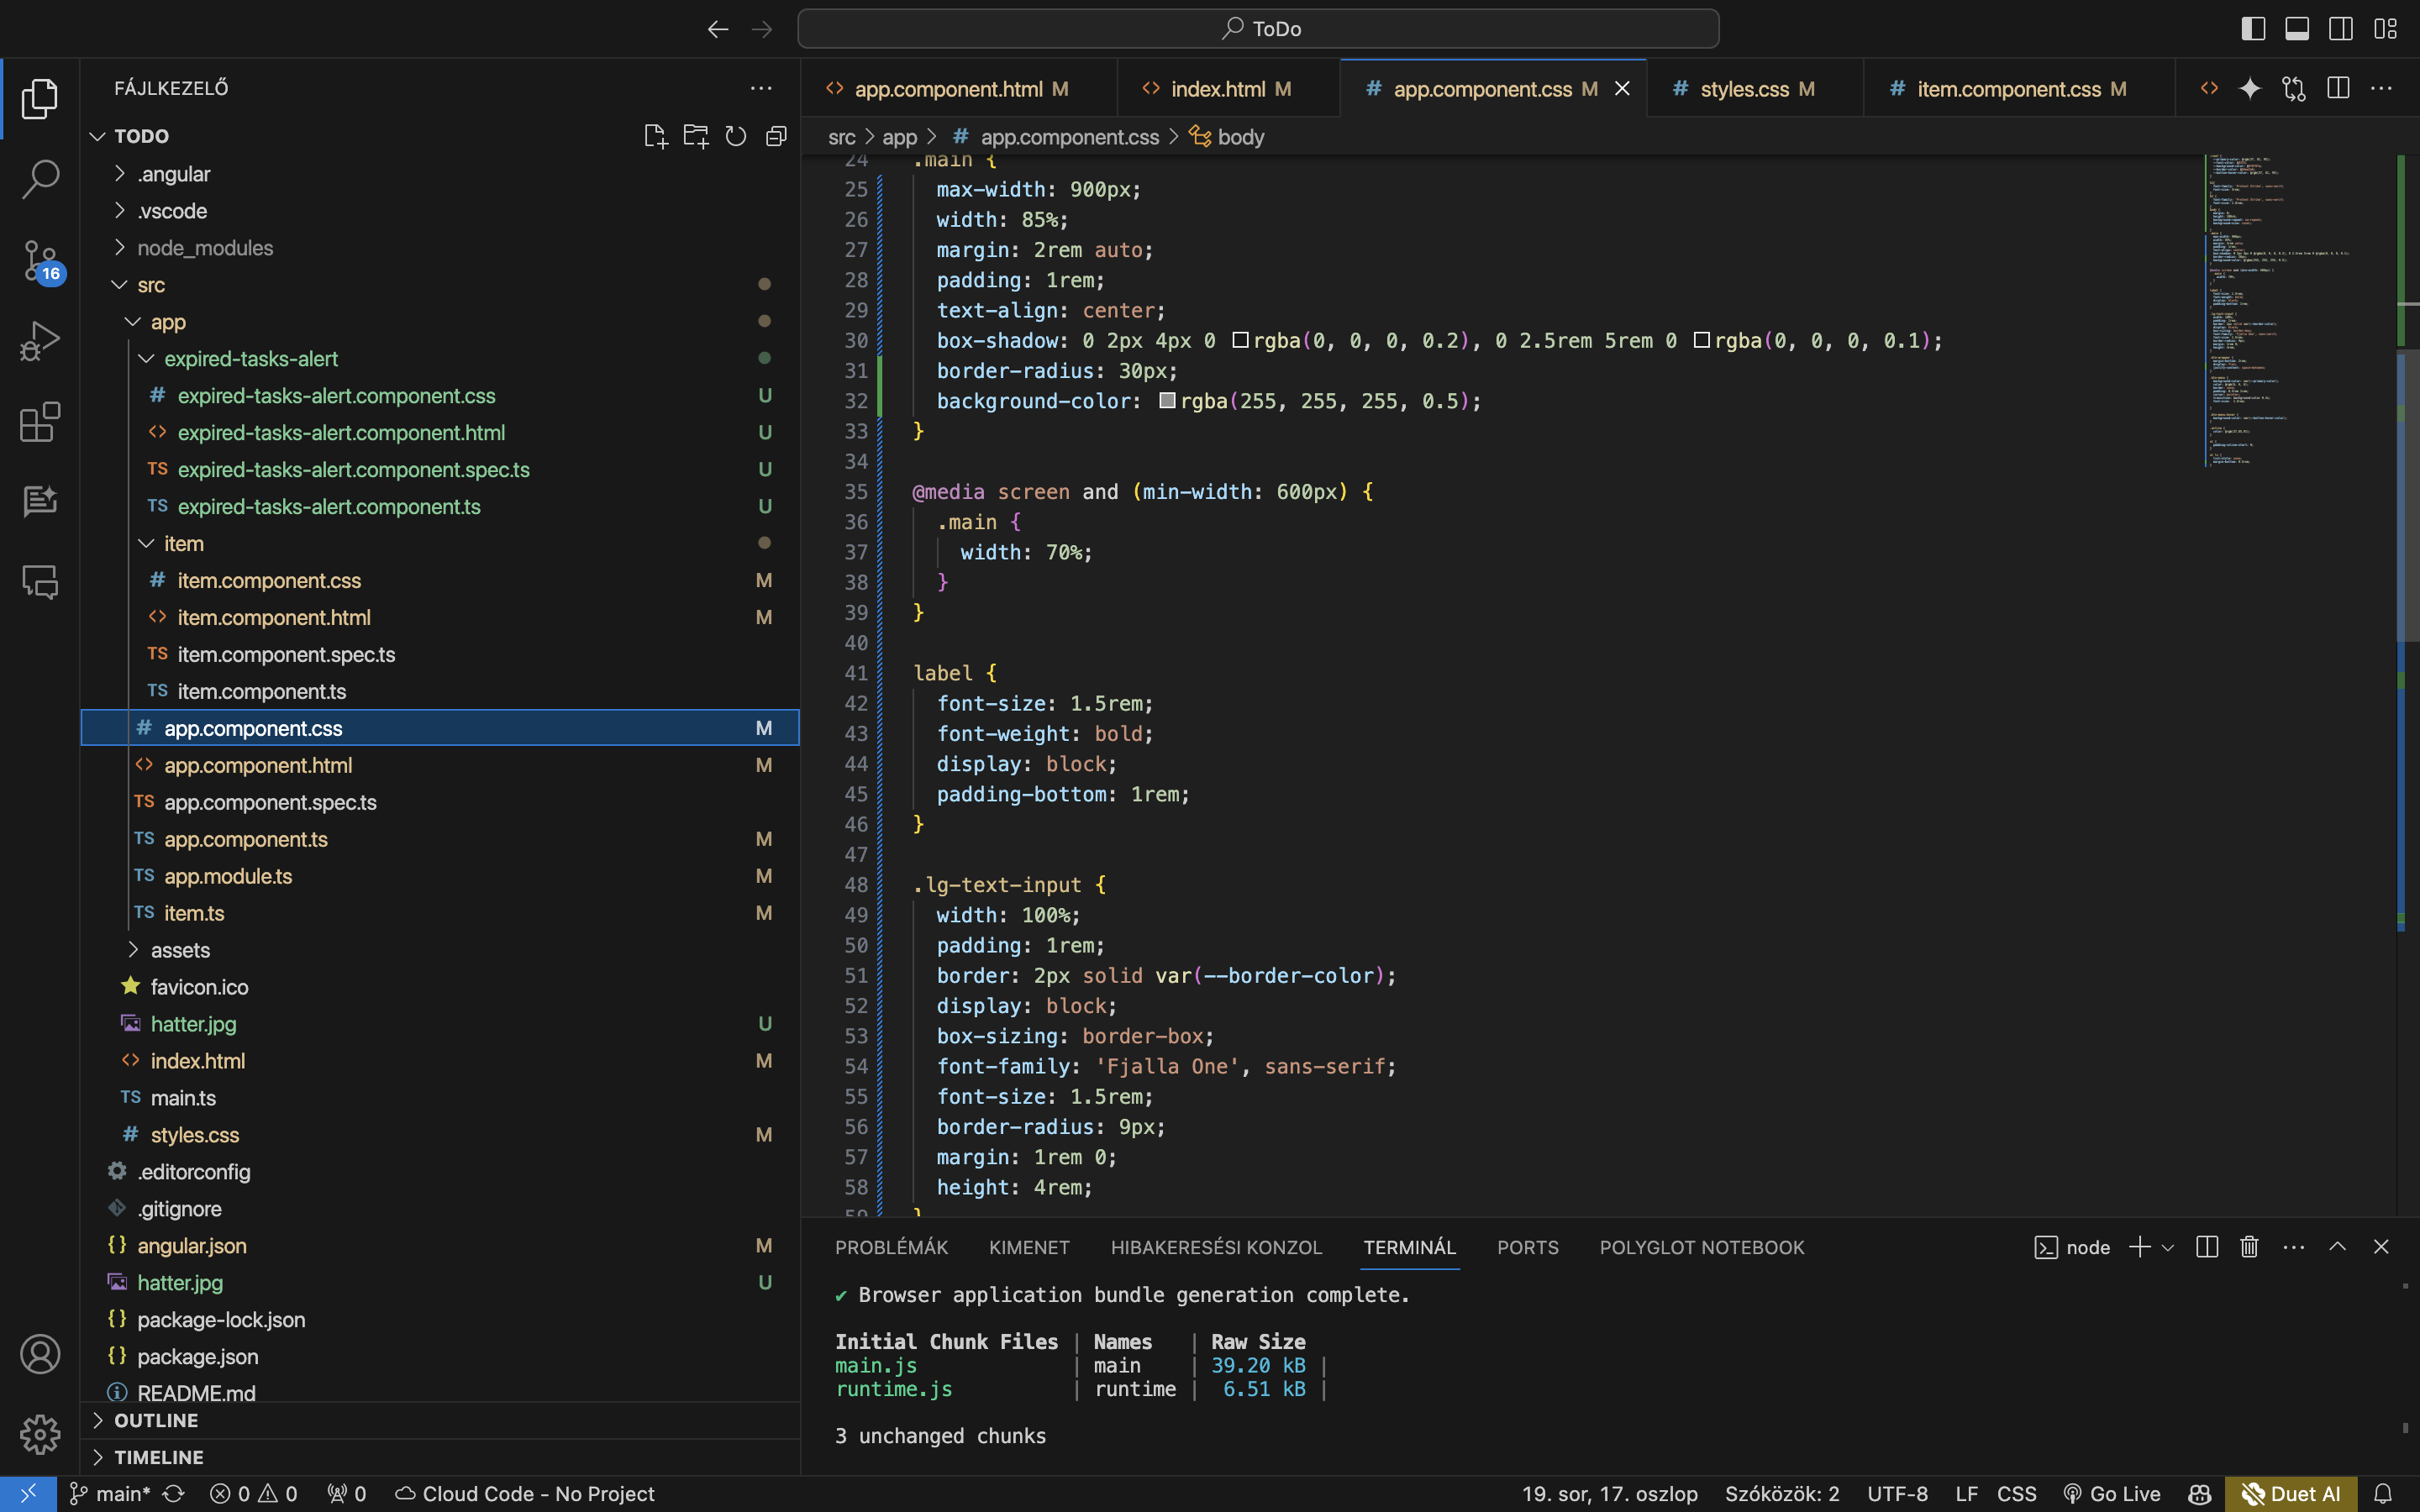 ToDo
FÁJLKEZELŐ
TODO
.angular
.vscode
node_modules
src
app
expired-tasks-alert
# expired-tasks-alert.component.css U
<> expired-tasks-alert.component.html U
TS expired-tasks-alert.component.spec.ts U
TS expired-tasks-alert.component.ts U
item
# item.component.css M
<> item.component.html M
TS item.component.spec.ts
TS item.component.ts
# app.component.css M
<> app.component.html M
TS app.component.spec.ts
TS app.component.ts M
TS app.module.ts M
TS item.ts M
assets
favicon.ico
hatter.jpg U
<> index.html M
TS main.ts
# styles.css M
.editorconfig
.gitignore
{} angular.json M
hatter.jpg U
{} package-lock.json
{} package.json
README.md
OUTLINE
TIMELINE
16
<> app.component.html M
<> index.html M
# app.component.css M
# styles.css M
# item.component.css M
src > app > # app.component.css > body
24 .main {
25 max-width: 900px;
26 width: 85%;
27 margin: 2rem auto;
28 padding: 1rem;
29 text-align: center;
30 box-shadow: 0 2px 4px 0 rgba(0, 0, 0, 0.2), 0 2.5rem 5rem 0 rgba(0, 0, 0, 0.1);
31 border-radius: 30px;
32 background-color: rgba(255, 255, 255, 0.5);
33 }
34
35 @media screen and (min-width: 600px) {
36 .main {
37 width: 70%;
38 }
39 }
40
41 label {
42 font-size: 1.5rem;
43 font-weight: bold;
44 display: block;
45 padding-bottom: 1rem;
46 }
47
48 .lg-text-input {
49 width: 100%;
50 padding: 1rem;
51 border: 2px solid var(--border-color);
52 display: block;
53 box-sizing: border-box;
54 font-family: 'Fjalla One', sans-serif;
55 font-size: 1.5rem;
56 border-radius: 9px;
57 margin: 1rem 0;
58 height: 4rem;
59 }
PROBLÉMÁK KIMENET HIBAKERESÉSI KONZOL TERMINÁL PORTS POLYGLOT NOTEBOOK
node
✔ Browser application bundle generation complete.
Initial Chunk Files | Names | Raw Size
main.js | main | 39.20 kB |
runtime.js | runtime | 6.51 kB |
3 unchanged chunks
main* 0 0 0 Cloud Code - No Project
19. sor, 17. oszlop Szóközök: 2 UTF-8 LF CSS Go Live Duet AI